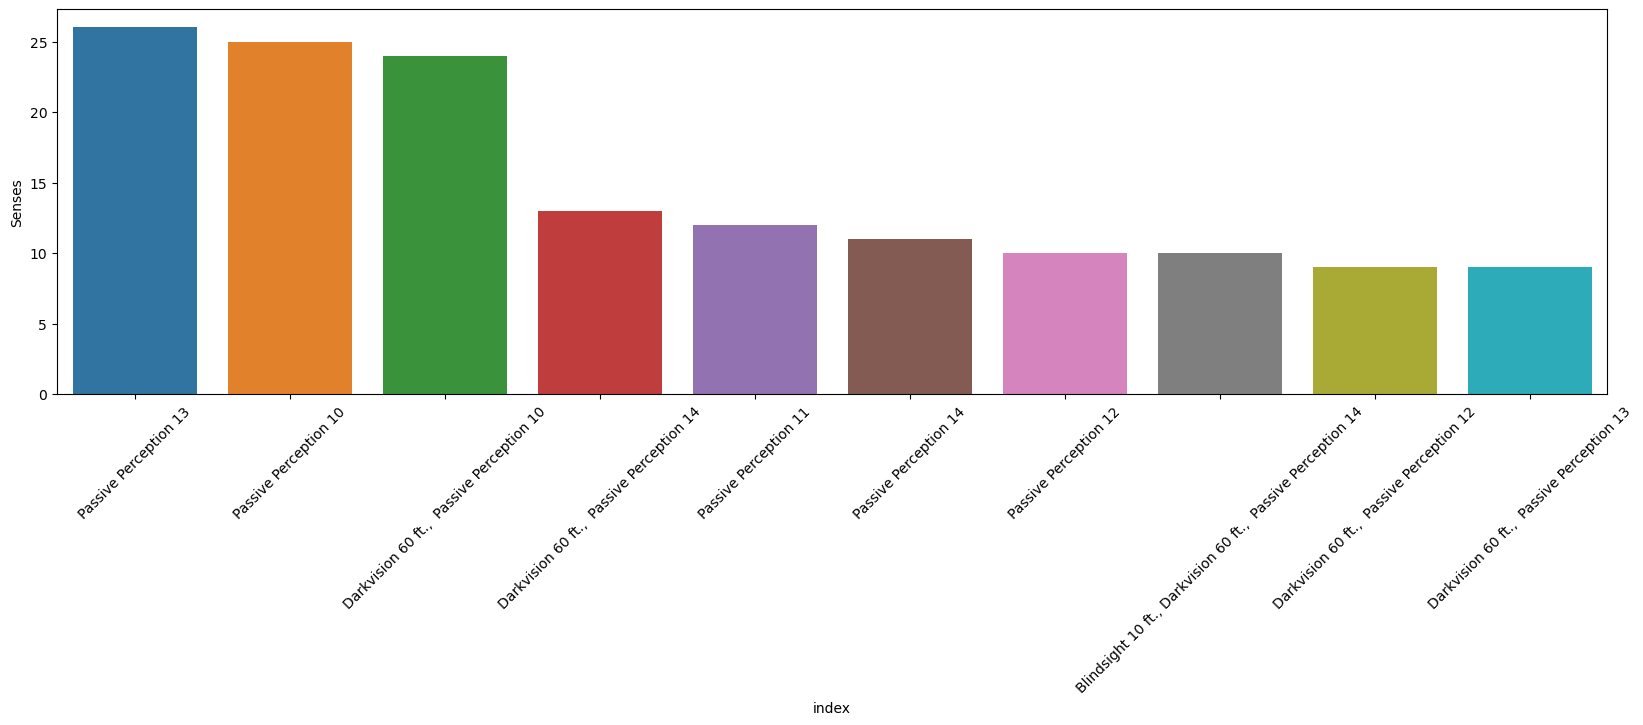 Senses
25
20
15
10
5
0
Passive Perception 13
Passive Perception 10
Darkvision 60 ft.,  Passive Perception 10
Darkvision 60 ft.,  Passive Perception 14
Passive Perception 11
Passive Perception 14
Passive Perception 12
Blindsight 10 ft., Darkvision 60 ft.,  Passive Perception 14
Darkvision 60 ft.,  Passive Perception 12
Darkvision 60 ft.,  Passive Perception 13
index